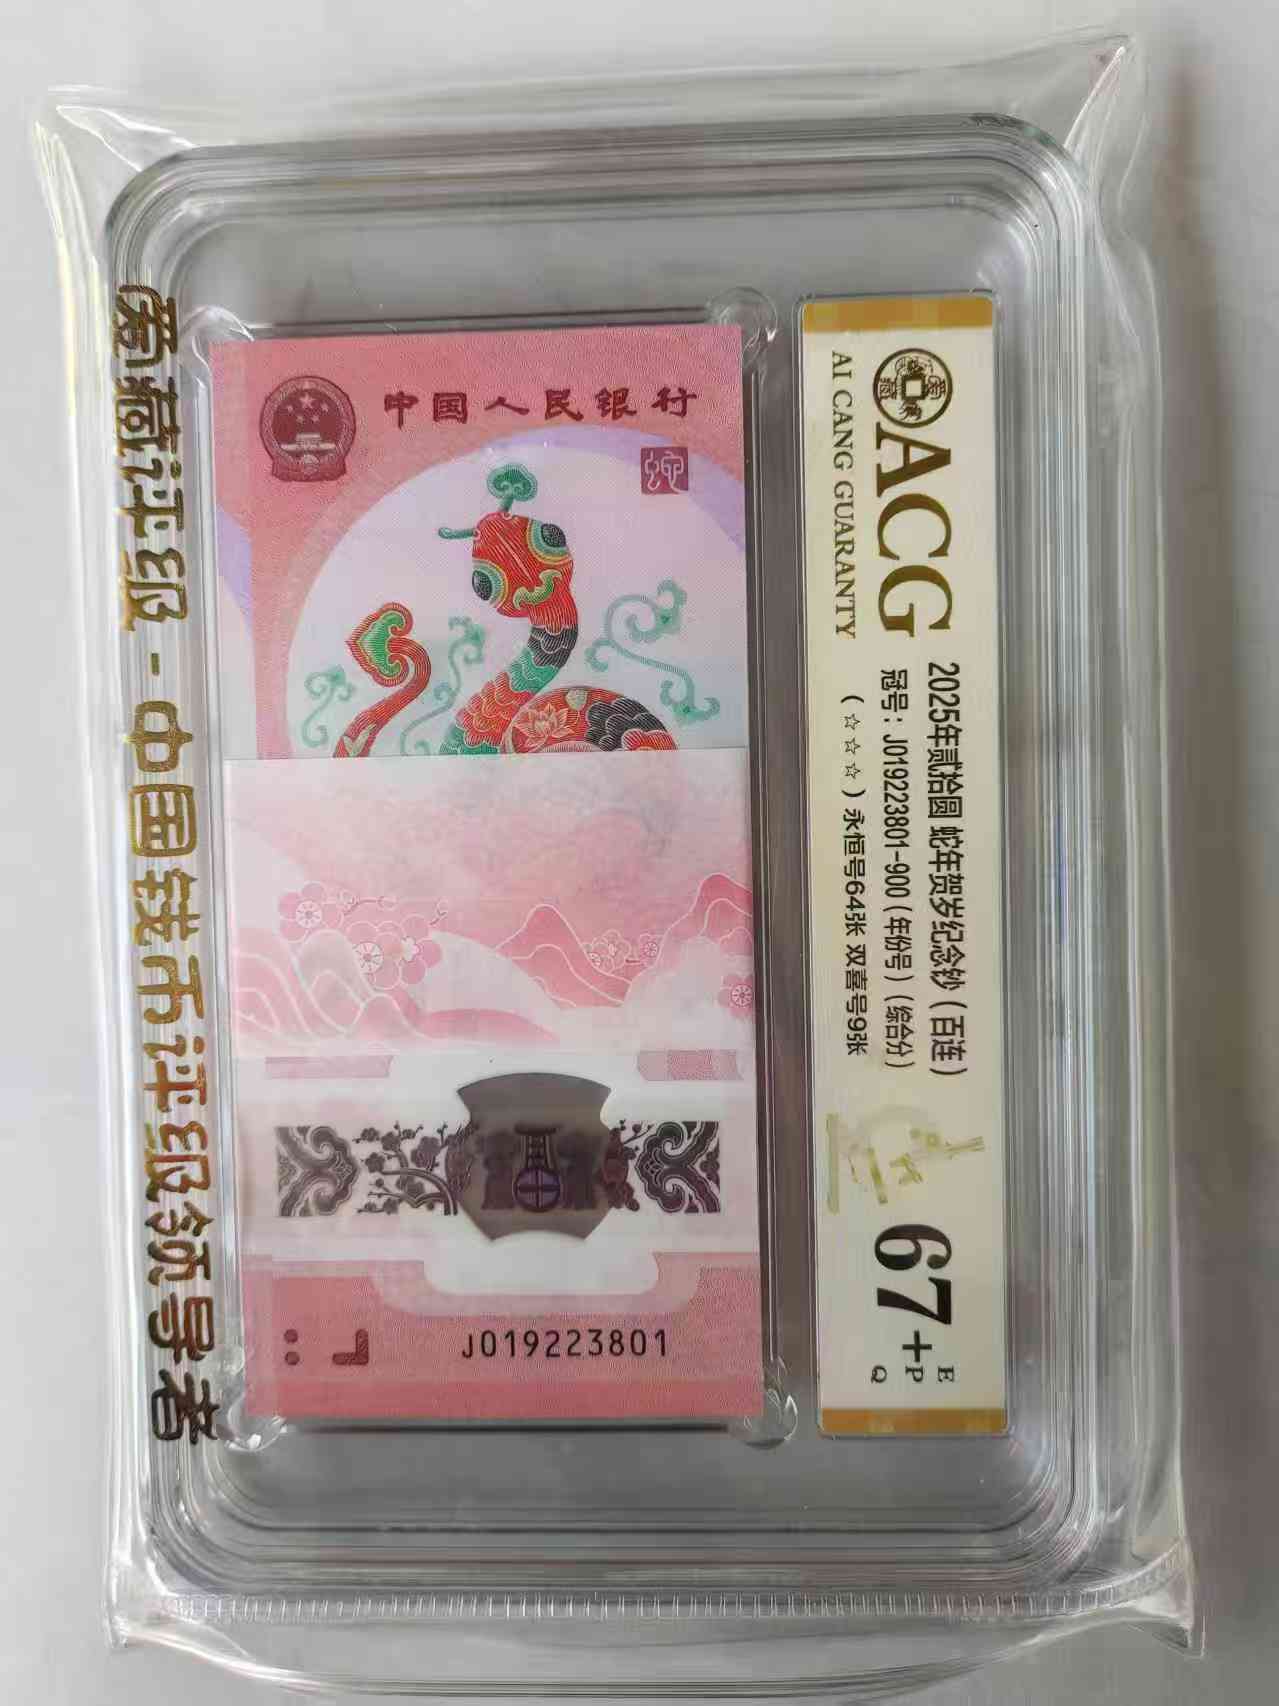 爱藏评级 - 中国钱币评级领导者
中国人民银行
蛇
J019223801
ACG
AI CANG GUARANTY
2025年贰拾圆 蛇年贺岁纪念钞（百连）
冠号：J019223801-900（年份号）（综合分）
（☆☆☆）永恒号64张 双喜号9张
67+
E
P
Q